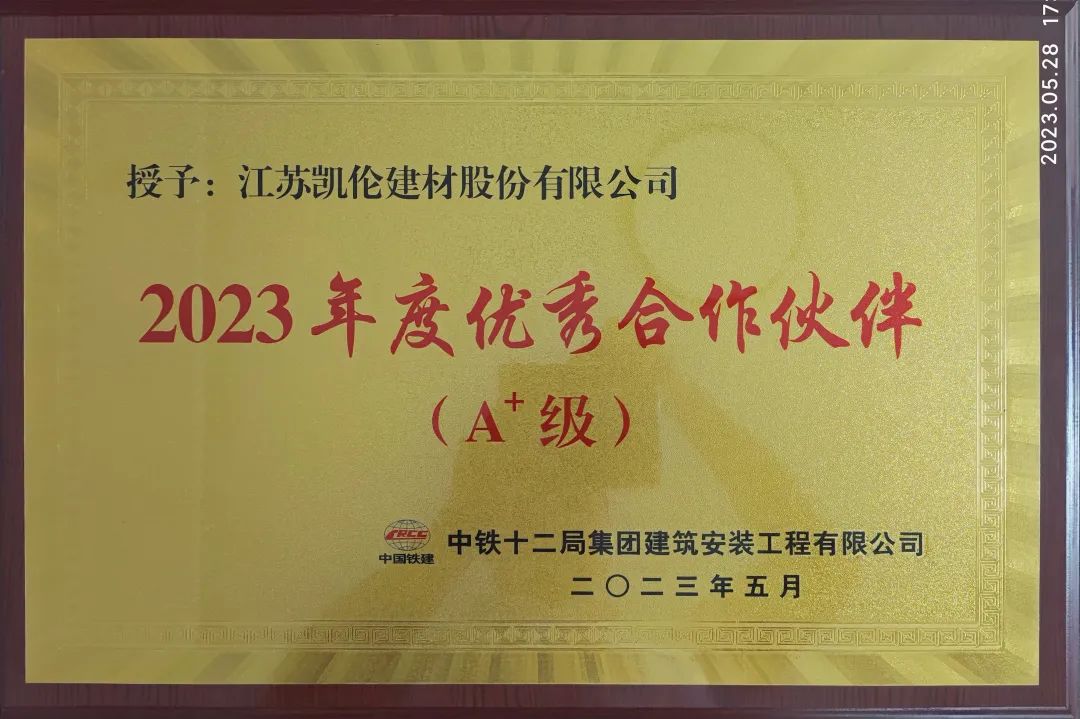 授予：江苏凯伦建材股份有限公司
2023年度优秀合作伙伴
（A+级）
CRCC
中国铁建
中铁十二局集团建筑安装工程有限公司
二〇二三年五月
2023.05.28